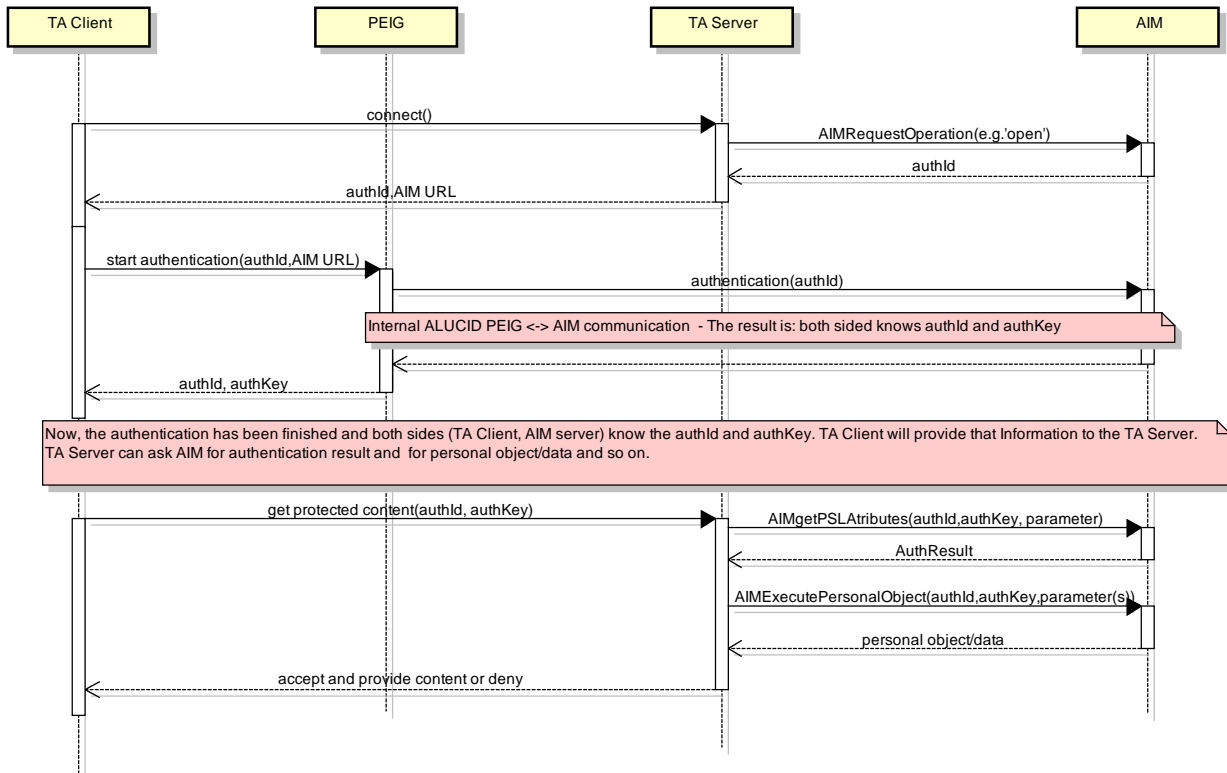 TA Client
PEIG
TA Server
AIM
connect()
AIMRequestOperation(e.g.'open')
authId
authId,AIM URL
start authentication(authId,AIM URL)
authentication(authId)
Internal ALUCID PEIG <-> AIM communication - The result is: both sided knows authId and authKey
authId, authKey
Now, the authentication has been finished and both sides (TA Client, AIM server) know the authId and authKey. TA Client will provide that Information to the TA Server.
TA Server can ask AIM for authentication result and for personal object/data and so on.
get protected content(authId, authKey)
AIMgetPSLAtributes(authId,authKey, parameter)
AuthResult
AIMExecutePersonalObject(authId,authKey,parameter(s))
personal object/data
accept and provide content or deny